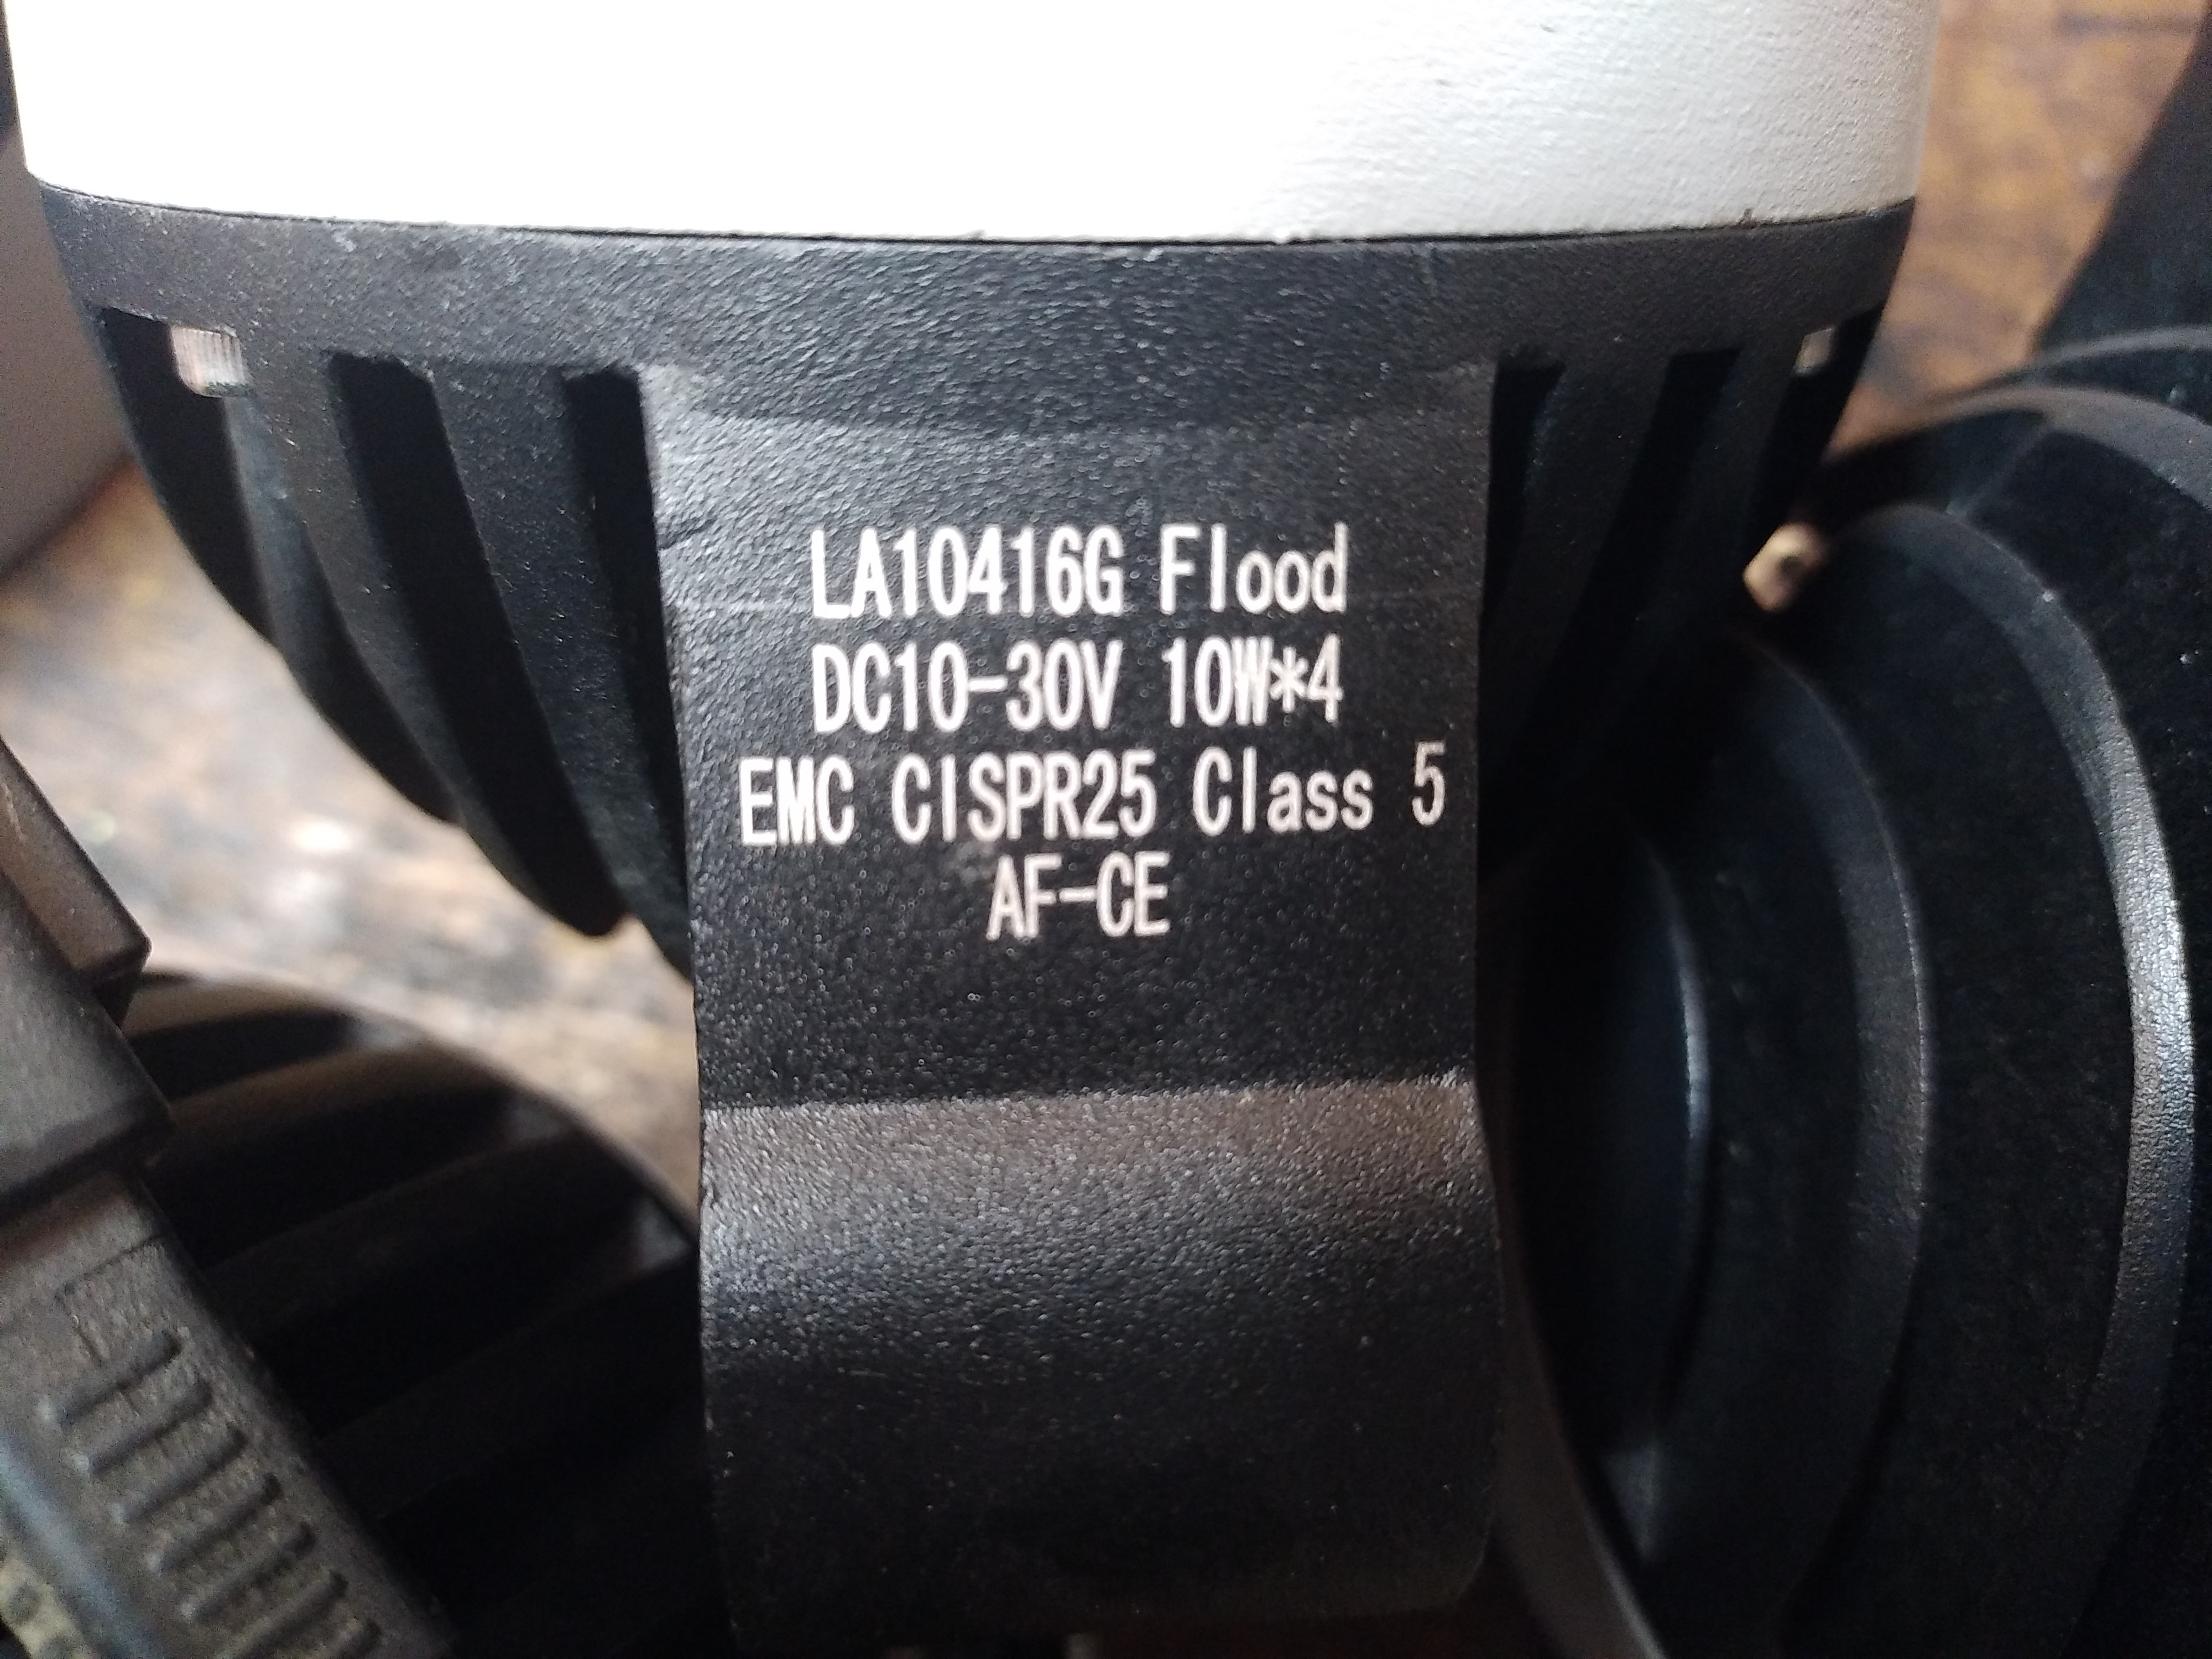 LA10416G Flood
DC10-30V 10W*4
EMC CISPR25 Class 5
AF-CE